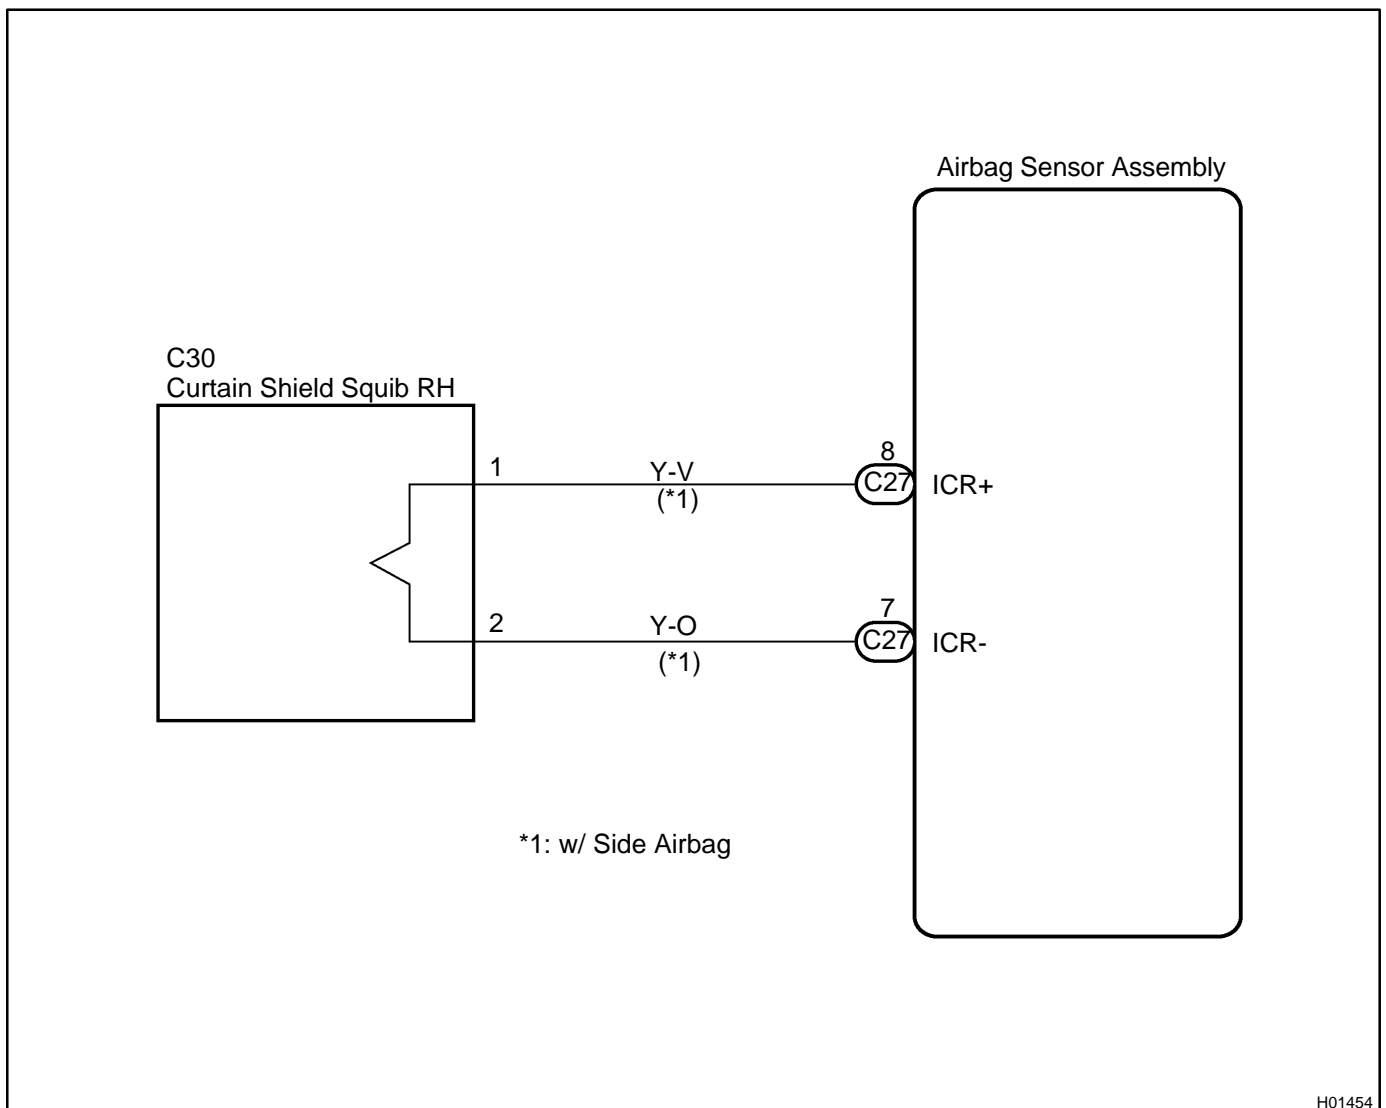 Airbag Sensor Assembly
C30
Curtain Shield Squib RH
1
Y-V
(*1)
8
C27
ICR+
2
Y-O
(*1)
7
C27
ICR-
*1: w/ Side Airbag
H01454